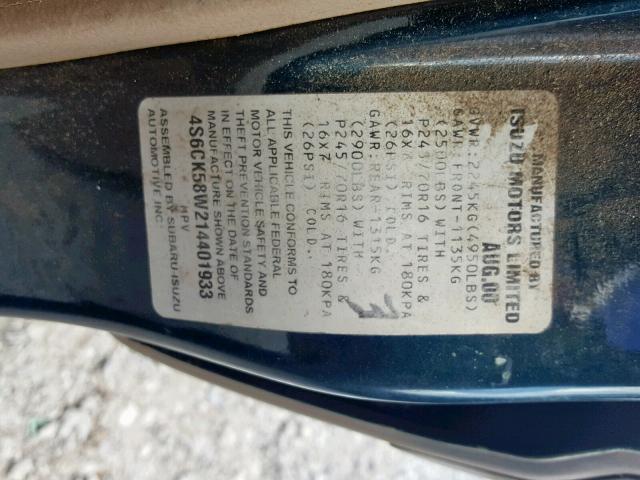 MANUFACTURED BY
ISUZU MOTORS LIMITED
AUG.00
GVWR:2245KG(4950LBS)
GAWR:FRONT-1135KG
(2500LBS) WITH
P245/70R16 TIRES &
16X7 RIMS AT 180KPA
(26PSI) COLD.
GAWR:REAR-1315KG
(2900LBS) WITH
P245/70R16 TIRES &
16X7 RIMS AT 180KPA
(26PSI) COLD.
THIS VEHICLE CONFORMS TO
ALL APPLICABLE FEDERAL
MOTOR VEHICLE SAFETY AND
THEFT PREVENTION STANDARDS
IN EFFECT ON THE DATE OF
MANUFACTURE SHOWN ABOVE
4S6CK58W214401933
MPV
ASSEMBLED BY SUBARU-ISUZU
AUTOMOTIVE INC.